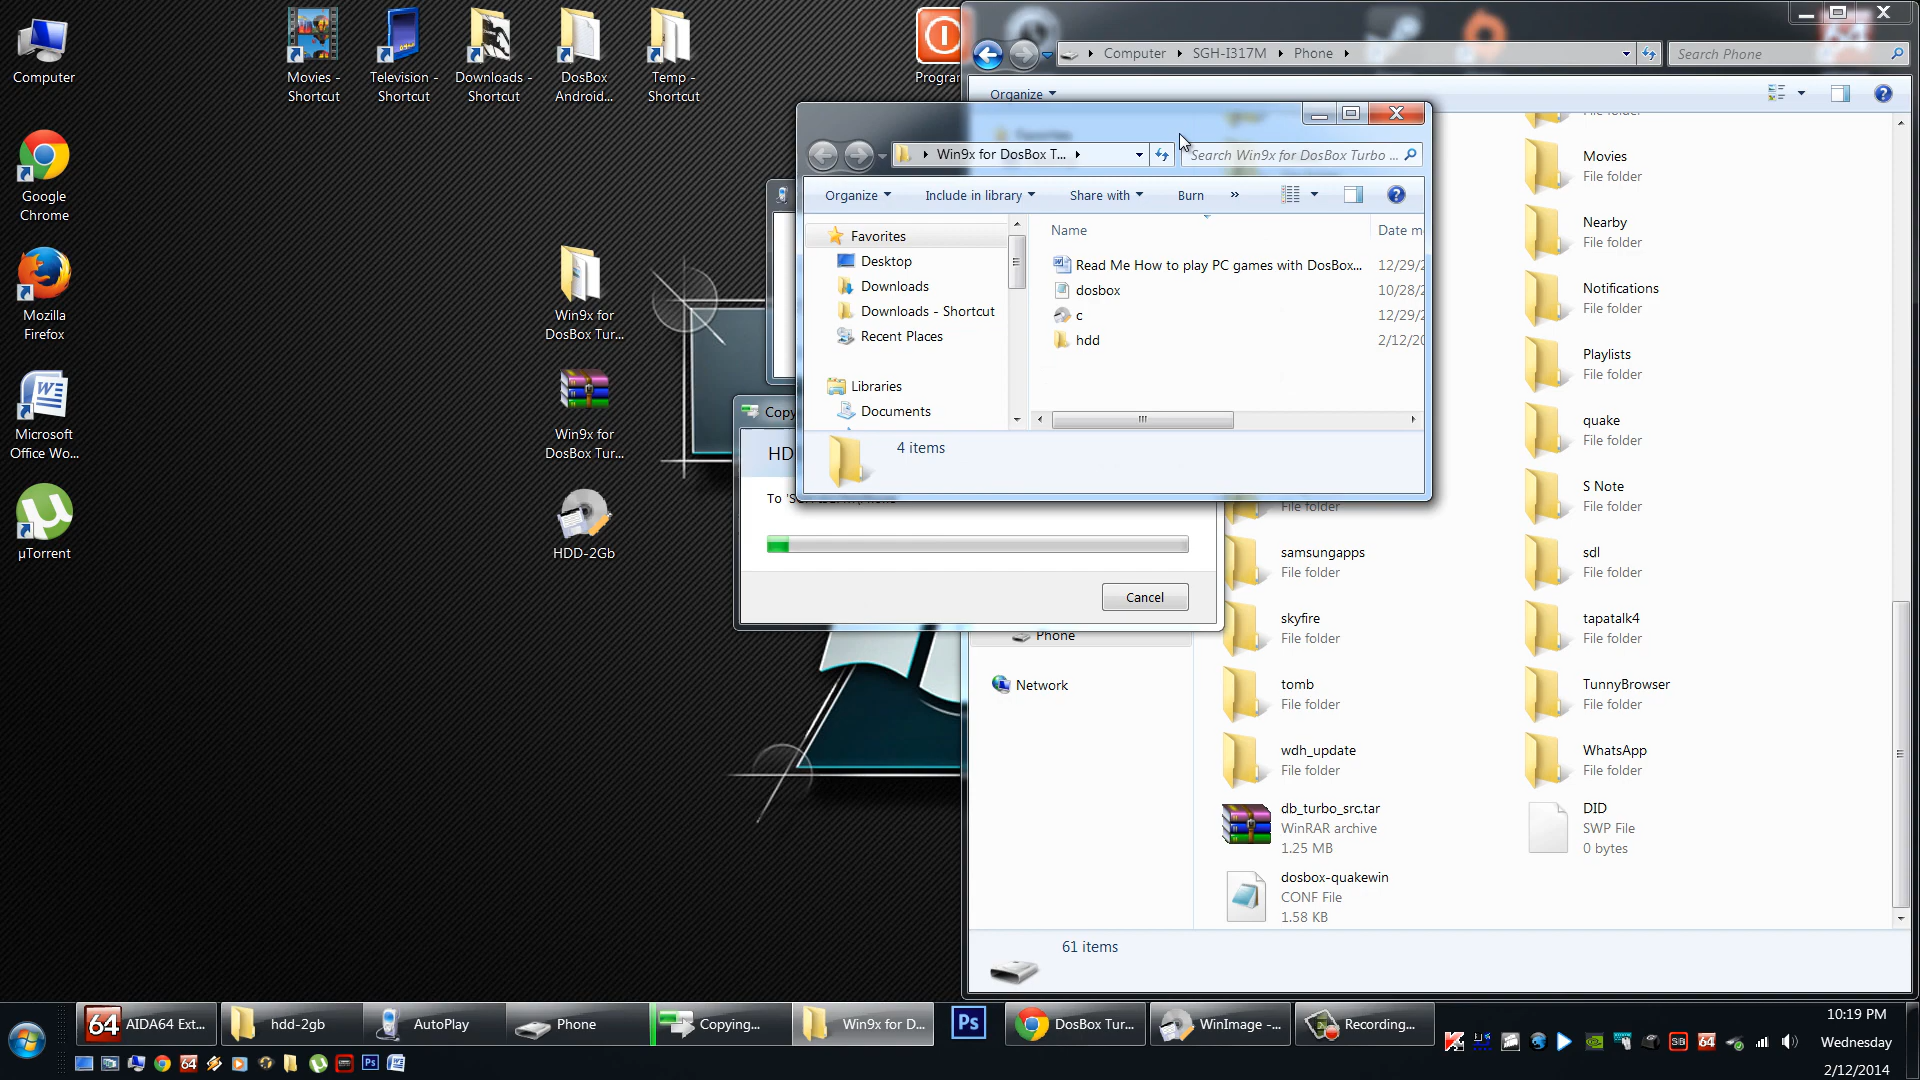 Computer
Movies -
Shortcut
Television -
Shortcut
Downloads -
Shortcut
DosBox
Android...
Temp -
Shortcut
Google
Chrome
Mozilla
Firefox
Microsoft
Office Wo...
µTorrent
Win9x for
DosBox Tur...
Win9x for
DosBox Tur...
HDD-2Gb
Computer
SGH-I317M
Phone
Search Phone
Organize
Win9x for DosBox T...
Search Win9x for DosBox Turbo ...
Organize
Include in library
Share with
Burn
»
Favorites
Desktop
Downloads
Downloads - Shortcut
Recent Places
Libraries
Documents
Name
Date m
Read Me How to play PC games with DosBox...
12/29/2
dosbox
10/28/2
c
12/29/2
hdd
2/12/20
4 items
Copy
HD
Cancel
Phone
Network
Movies
File folder
Nearby
File folder
Notifications
File folder
Playlists
File folder
quake
File folder
S Note
File folder
File folder
samsungapps
File folder
sdl
File folder
skyfire
File folder
tapatalk4
File folder
tomb
File folder
TunnyBrowser
File folder
wdh_update
File folder
WhatsApp
File folder
db_turbo_src.tar
WinRAR archive
1.25 MB
DID
SWP File
0 bytes
dosbox-quakewin
CONF File
1.58 KB
61 items
64
AIDA64 Ext...
hdd-2gb
AutoPlay
Phone
Copying...
Win9x for D...
Ps
DosBox Tur...
WinImage -...
Recording...
10:19 PM
Wednesday
2/12/2014